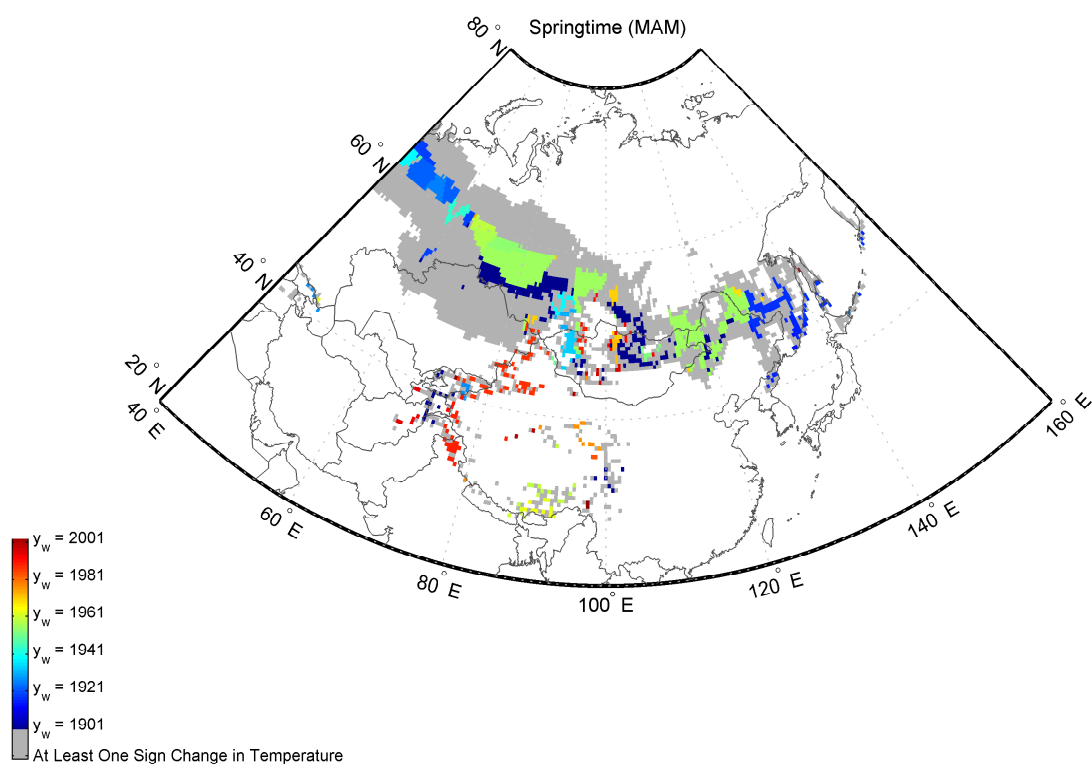 Springtime (MAM)
80 °N
60 °N
40 °N
20 °N
40 °E
60 °E
80 °E
100 °E
120 °E
140 °E
160 °E
y_w = 2001
y_w = 1981
y_w = 1961
y_w = 1941
y_w = 1921
y_w = 1901
At Least One Sign Change in Temperature